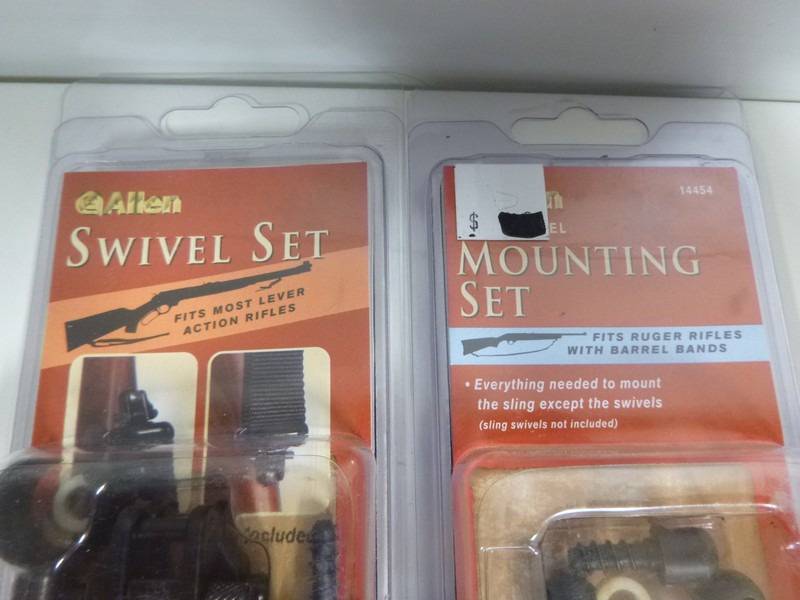 Allen
SWIVEL SET
FITS MOST LEVER
ACTION RIFLES
Included
$
14454
MOUNTING
SET
FITS RUGER RIFLES
WITH BARREL BANDS
• Everything needed to mount
the sling except the swivels
(sling swivels not included)